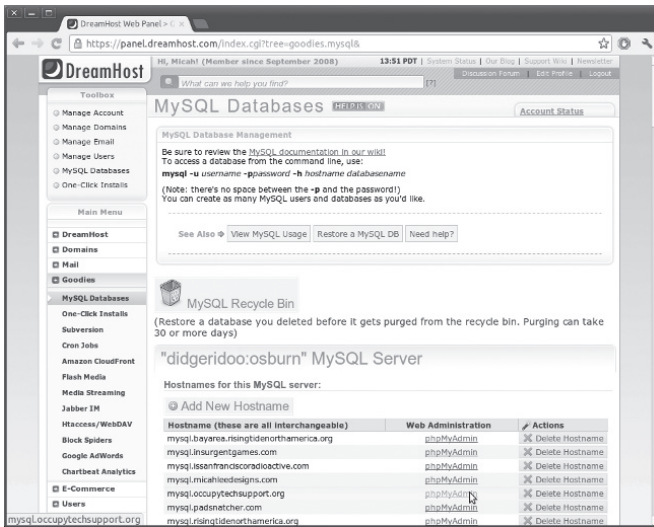 DreamHost Web Panel > C
https://panel.dreamhost.com/index.cgi?tree=goodies.mysql&
DreamHost
Hi, Micah! (Member since September 2008)
13:51 PDT | System Status | Our Blog | Support Wiki | Newsletter
What can we help you find?
[?]
Discussion Forum | Edit Profile | Logout
Toolbox
Manage Account
Manage Domains
Manage Email
Manage Users
MySQL Databases
One-Click Installs
Main Menu
DreamHost
Domains
Mail
Goodies
MySQL Databases
One-Click Installs
Subversion
Cron Jobs
Amazon CloudFront
Flash Media
Media Streaming
Jabber IM
Htaccess/WebDAV
Block Spiders
Google AdWords
Chartbeat Analytics
E-Commerce
Users
MySQL Databases HELP IS ON
Account Status
MySQL Database Management
Be sure to review the MySQL documentation in our wiki!
To access a database from the command line, use:
mysql -u username -ppassword -h hostname databasename
(Note: there's no space between the -p and the password!)
You can create as many MySQL users and databases as you'd like.
See Also View MySQL Usage Restore a MySQL DB Need help?
MySQL Recycle Bin
(Restore a database you deleted before it gets purged from the recycle bin. Purging can take
30 or more days)
"didgeridoo:osburn" MySQL Server
Hostnames for this MySQL server:
Add New Hostname
Hostname (these are all interchangeable) Web Administration Actions
mysql.bayarea.risingtidenorthamerica.org phpMyAdmin Delete Hostname
mysql.insurgentgames.com phpMyAdmin Delete Hostname
mysql.issanfranciscoradioactive.com phpMyAdmin Delete Hostname
mysql.micahleedesigns.com phpMyAdmin Delete Hostname
mysql.occupytechsupport.org phpMyAdmin Delete Hostname
mysql.padsnatcher.com phpMyAdmin Delete Hostname
mysql.risingtidenorthamerica.org phpMyAdmin Delete Hostname
mysql.occupytechsupport.org